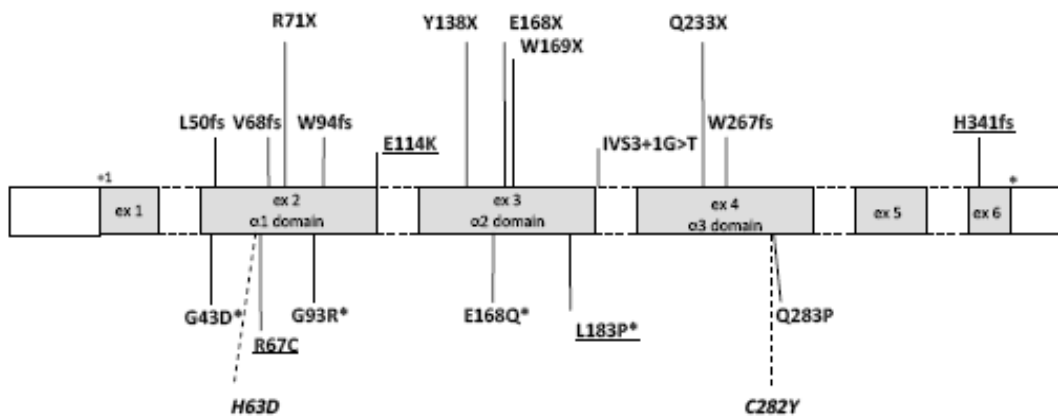 R71X Y138X E168X Q233X
W169X
L50fs V68fs W94fs E114K IVS3+1G>T W267fs H341fs
+1 *
ex 1 ex 2 ex 3 ex 4 ex 5 ex 6
α1 domain α2 domain α3 domain
G43D* G93R* E168Q* Q283P
R67C L183P*
H63D C282Y